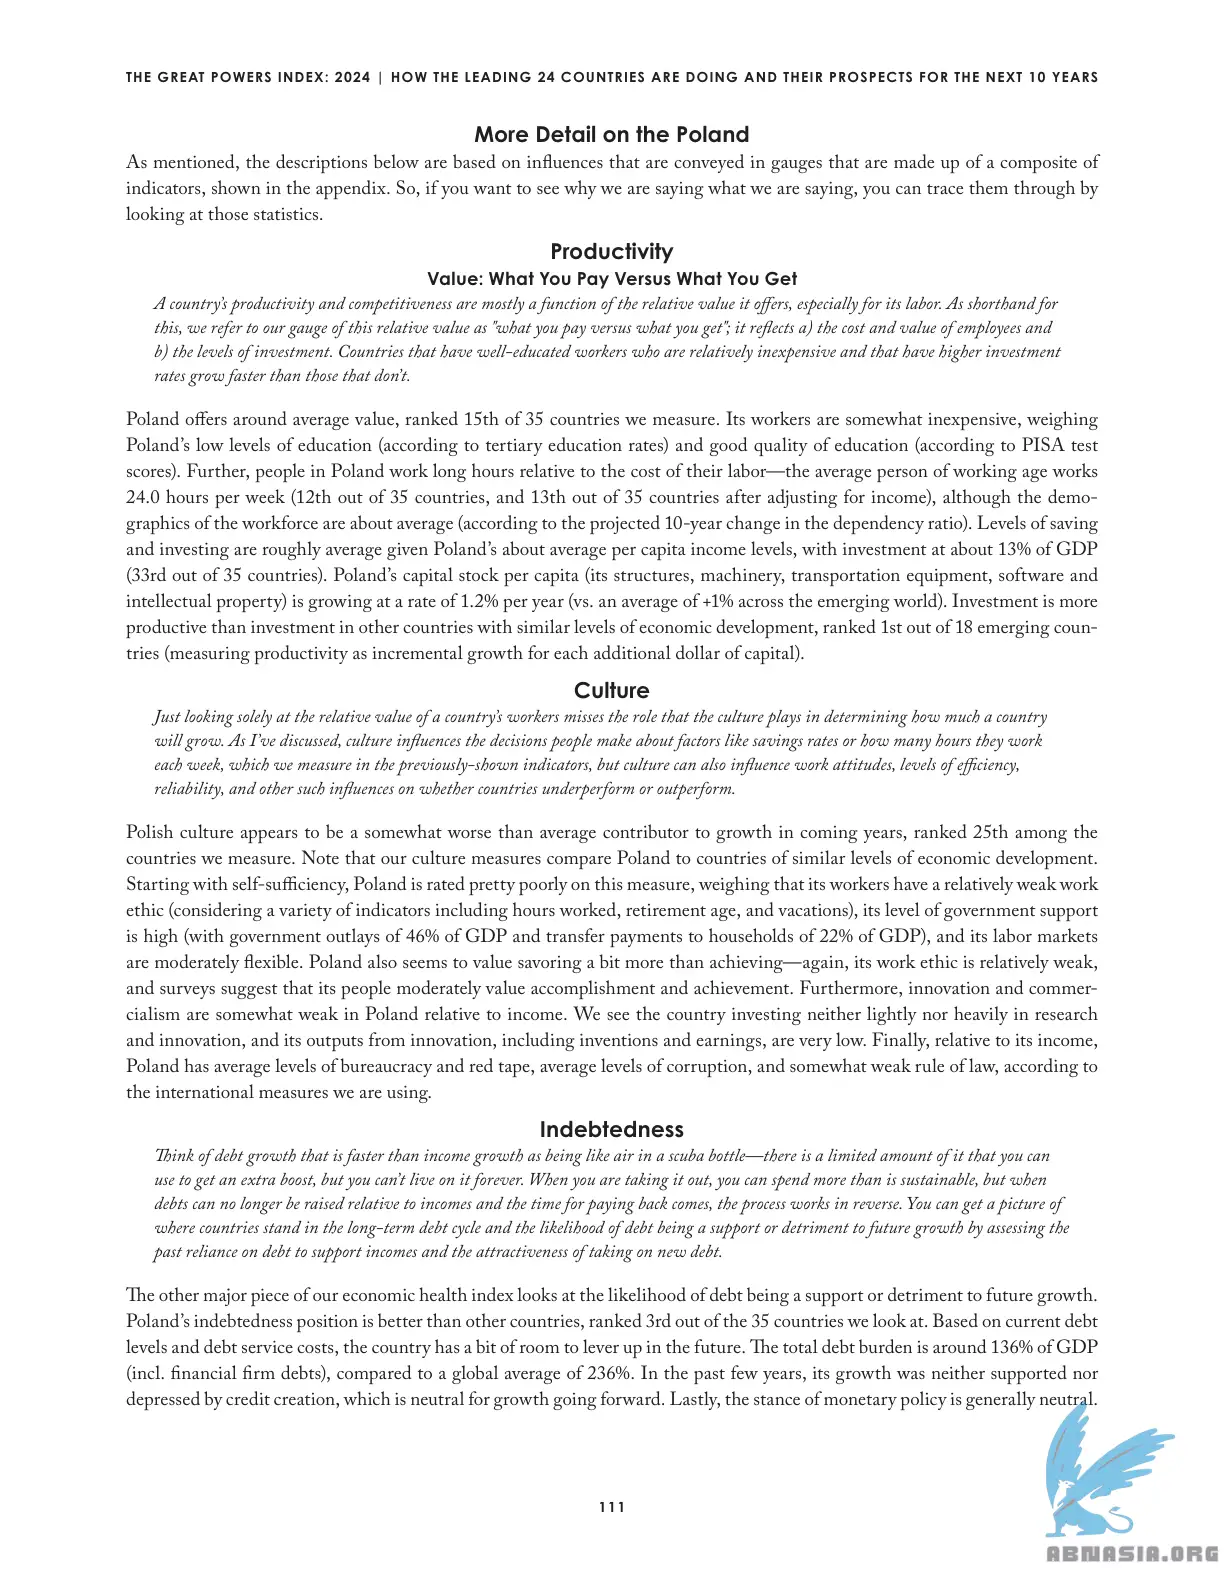 THE GREAT POWERS INDEX: 2024 | HOW THE LEADING 24 COUNTRIES ARE DOING AND THEIR PROSPECTS FOR THE NEXT 10 YEARS
More Detail on the Poland
As mentioned, the descriptions below are based on influences that are conveyed in gauges that are made up of a composite of
indicators, shown in the appendix. So, if you want to see why we are saying what we are saying, you can trace them through by
looking at those statistics.
Productivity
Value: What You Pay Versus What You Get
A country's productivity and competitiveness are mostly a function of the relative value it offers, especially for its labor. As shorthand for
this, we refer to our gauge of this relative value as "what you pay versus what you get"; it reflects a) the cost and value of employees and
b) the levels of investment. Countries that have well-educated workers who are relatively inexpensive and that have higher investment
rates grow faster than those that don't.
Poland offers around average value, ranked 15th of 35 countries we measure. Its workers are somewhat inexpensive, weighing
Poland's low levels of education (according to tertiary education rates) and good quality of education (according to PISA test
scores). Further, people in Poland work long hours relative to the cost of their labor—the average person of working age works
24.0 hours per week (12th out of 35 countries, and 13th out of 35 countries after adjusting for income), although the demo-
graphics of the workforce are about average (according to the projected 10-year change in the dependency ratio). Levels of saving
and investing are roughly average given Poland's about average per capita income levels, with investment at about 13% of GDP
(33rd out of 35 countries). Poland's capital stock per capita (its structures, machinery, transportation equipment, software and
intellectual property) is growing at a rate of 1.2% per year (vs. an average of +1% across the emerging world). Investment is more
productive than investment in other countries with similar levels of economic development, ranked 1st out of 18 emerging coun-
tries (measuring productivity as incremental growth for each additional dollar of capital).
Culture
Just looking solely at the relative value of a country's workers misses the role that the culture plays in determining how much a country
will grow. As I've discussed, culture influences the decisions people make about factors like savings rates or how many hours they work
each week, which we measure in the previously-shown indicators, but culture can also influence work attitudes, levels of efficiency,
reliability, and other such influences on whether countries underperform or outperform.
Polish culture appears to be a somewhat worse than average contributor to growth in coming years, ranked 25th among the
countries we measure. Note that our culture measures compare Poland to countries of similar levels of economic development.
Starting with self-sufficiency, Poland is rated pretty poorly on this measure, weighing that its workers have a relatively weak work
ethic (considering a variety of indicators including hours worked, retirement age, and vacations), its level of government support
is high (with government outlays of 46% of GDP and transfer payments to households of 22% of GDP), and its labor markets
are moderately flexible. Poland also seems to value savoring a bit more than achieving—again, its work ethic is relatively weak,
and surveys suggest that its people moderately value accomplishment and achievement. Furthermore, innovation and commer-
cialism are somewhat weak in Poland relative to income. We see the country investing neither lightly nor heavily in research
and innovation, and its outputs from innovation, including inventions and earnings, are very low. Finally, relative to its income,
Poland has average levels of bureaucracy and red tape, average levels of corruption, and somewhat weak rule of law, according to
the international measures we are using.
Indebtedness
Think of debt growth that is faster than income growth as being like air in a scuba bottle—there is a limited amount of it that you can
use to get an extra boost, but you can't live on it forever. When you are taking it out, you can spend more than is sustainable, but when
debts can no longer be raised relative to incomes and the time for paying back comes, the process works in reverse. You can get a picture of
where countries stand in the long-term debt cycle and the likelihood of debt being a support or detriment to future growth by assessing the
past reliance on debt to support incomes and the attractiveness of taking on new debt.
The other major piece of our economic health index looks at the likelihood of debt being a support or detriment to future growth.
Poland's indebtedness position is better than other countries, ranked 3rd out of the 35 countries we look at. Based on current debt
levels and debt service costs, the country has a bit of room to lever up in the future. The total debt burden is around 136% of GDP
(incl. financial firm debts), compared to a global average of 236%. In the past few years, its growth was neither supported nor
depressed by credit creation, which is neutral for growth going forward. Lastly, the stance of monetary policy is generally neutral.
111
ABNASIA.ORG